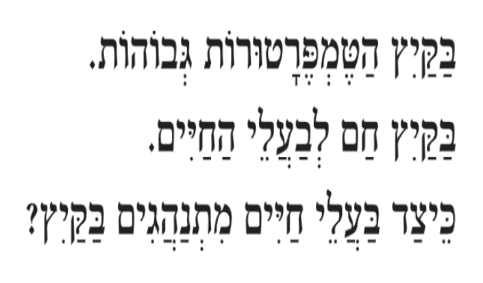 בַּקַּיִץ הַטֶּמְפֶּרָטוּרוֹת גְּבוֹהוֹת.
בַּקַּיִץ חַם לְבַעֲלֵי הַחַיִּים.
כֵּיצַד בַּעֲלֵי חַיִּים מִתְנַהֲגִים בַּקַּיִץ?